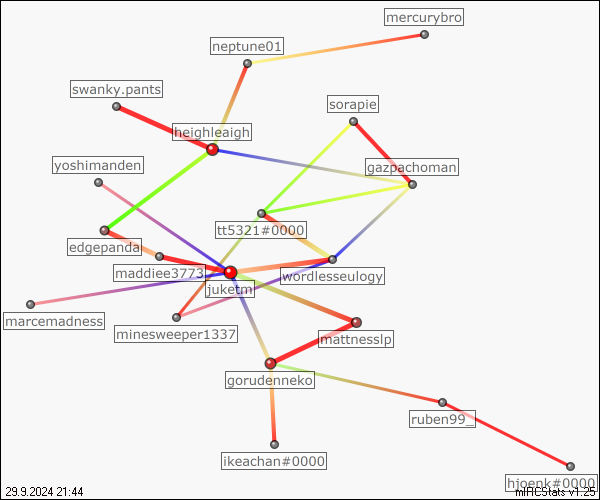 mercurybro
neptune01
swanky.pants
sorapie
heighleaigh
yoshimanden
gazpachoman
tt5321#0000
edgepanda
maddiee3773
wordlesseulogy
juketm
marcemadness
minesweeper1337
mattnesslp
gorudenneko
ruben99_
ikeachan#0000
hjoenk#0000
29.9.2024 21:44
mIRCStats v1.25